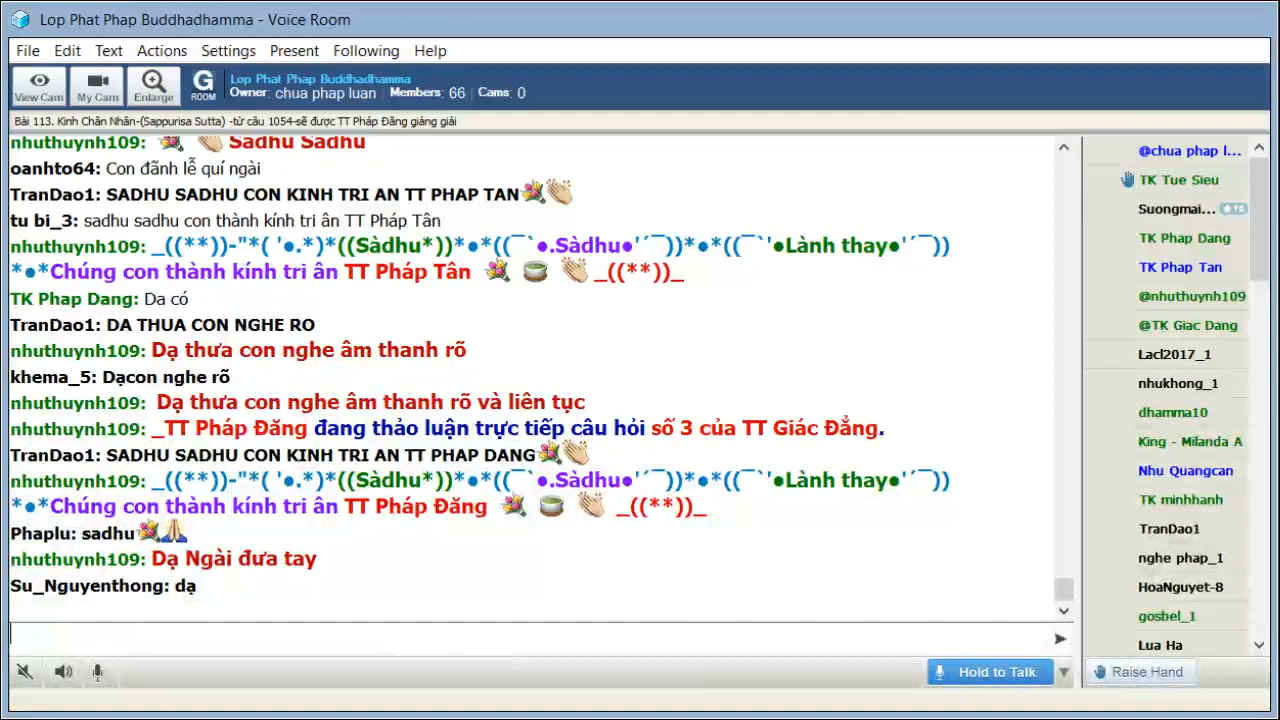 Lop Phat Phap Buddhadhamma - Voice Room
File Edit Text Actions Settings Present Following Help
View Cam My Cam Enlarge G ROOM
Lop Phat Phap Buddhadhamma
Owner: chua phap luan Members: 66 Cams: 0
Bài 113. Kinh Chân Nhân-(Sappurisa Sutta) -từ câu 1054-sẽ được TT Pháp Đăng giảng giải
nhuthuynh109: Sadhu Sadhu
oanhto64: Con đãnh lễ quí ngài
TranDao1: SADHU SADHU CON KINH TRI AN TT PHAP TAN
tu bi_3: sadhu sadhu con thành kính tri ân TT Pháp Tân
nhuthuynh109: _((**))-"*( '●.*)*((Sàdhu*))*●*((¯`●.Sàdhu●'´¯))*●*((¯`'●Lành thay●'´¯))
*●*Chúng con thành kính tri ân TT Pháp Tân _((**))_
TK Phap Dang: Da có
TranDao1: DA THUA CON NGHE RO
nhuthuynh109: Dạ thưa con nghe âm thanh rõ
khema_5: Dạcon nghe rõ
nhuthuynh109: Dạ thưa con nghe âm thanh rõ và liên tục
nhuthuynh109: _TT Pháp Đăng đang thảo luận trực tiếp câu hỏi số 3 của TT Giác Đẳng.
TranDao1: SADHU SADHU CON KINH TRI AN TT PHAP DANG
nhuthuynh109: _((**))-"*( '●.*)*((Sàdhu*))*●*((¯`●.Sàdhu●'´¯))*●*((¯`'●Lành thay●'´¯))
*●*Chúng con thành kính tri ân TT Pháp Đăng _((**))_
Phaplu: sadhu
nhuthuynh109: Dạ Ngài đưa tay
Su_Nguyenthong: dạ
@chua phap l...
TK Tue Sieu
Suongmai...
TK Phap Dang
TK Phap Tan
@nhuthuynh109
@TK Giac Dang
Lacl2017_1
nhukhong_1
dhamma10
King - Milanda A
Nhu Quangcan
TK minhhanh
TranDao1
nghe phap_1
HoaNguyet-8
gosbel_1
Lua Ha
Hold to Talk
Raise Hand